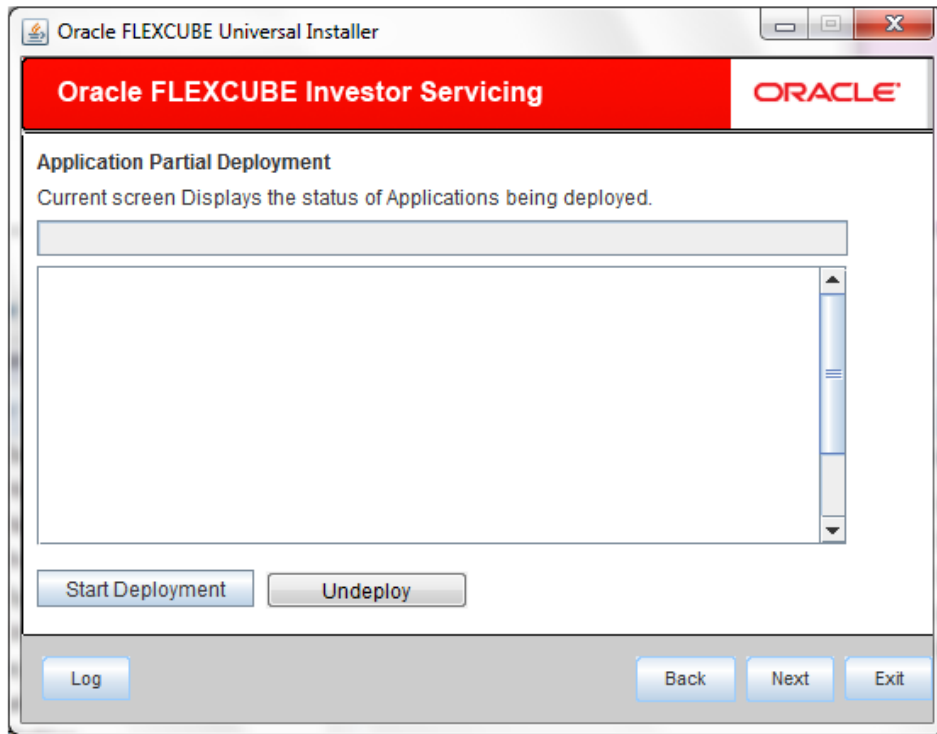 Oracle FLEXCUBE Universal Installer
Oracle FLEXCUBE Investor Servicing
ORACLE
Application Partial Deployment
Current screen Displays the status of Applications being deployed.
Start Deployment Undeploy
Log Back Next Exit